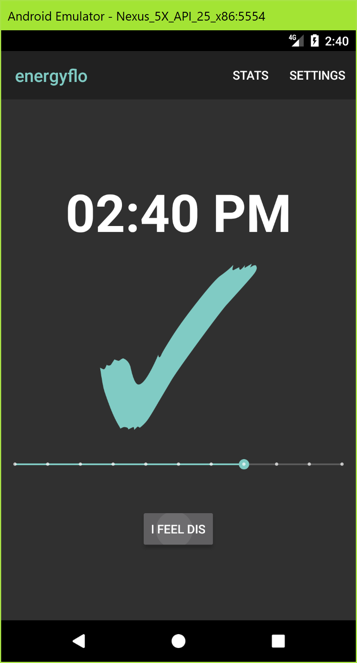 Android Emulator - Nexus_5X_API_25_x86:5554
4G 2:40
energyflo STATS SETTINGS
02:40 PM
I FEEL DIS